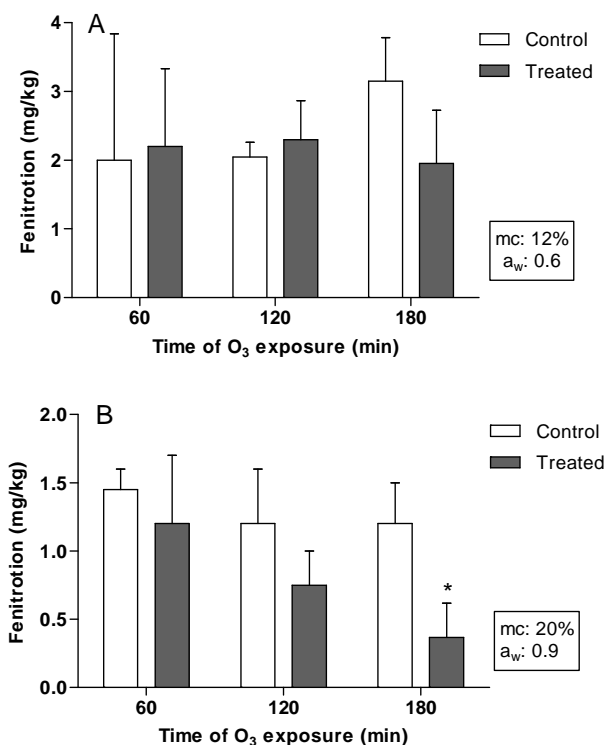 A
Control
Treated
4
3
2
1
0
Fenitrotion (mg/kg)
60 120 180
Time of O₃ exposure (min)
mc: 12%
a_w: 0.6
B
Control
Treated
2.0
1.5
1.0
0.5
0.0
Fenitrotion (mg/kg)
*
60 120 180
Time of O₃ exposure (min)
mc: 20%
a_w: 0.9